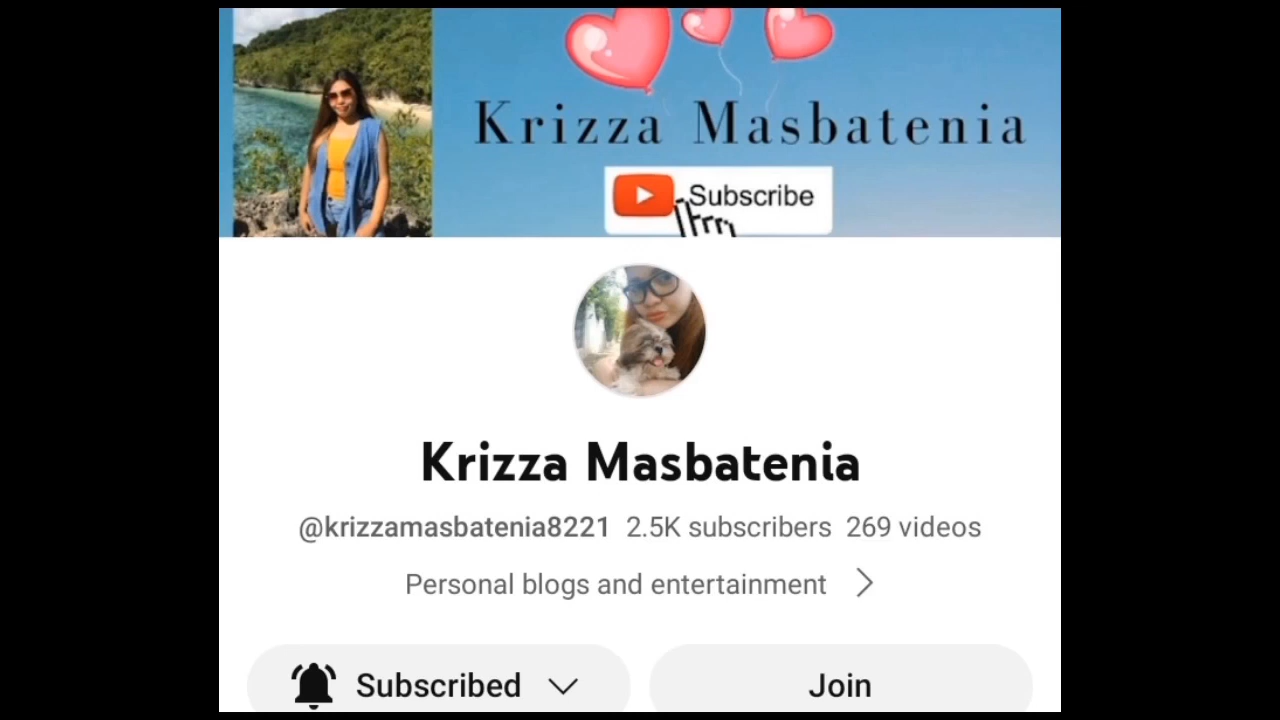 Krizza Masbatenia
Subscribe
Krizza Masbatenia
@krizzamasbatenia8221 2.5K subscribers 269 videos
Personal blogs and entertainment
Subscribed
Join